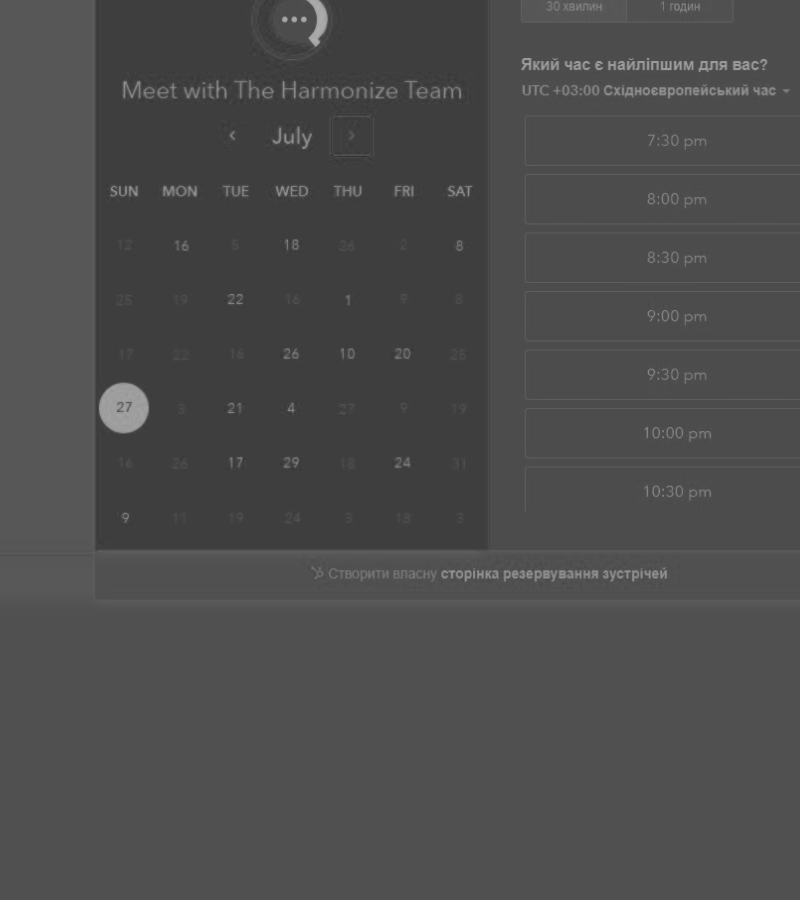 30 хвилин 1 годин
Який час є найліпшим для вас?
UTC +03:00 Східноєвропейський час
Meet with The Harmonize Team
July
SUN MON TUE WED THU FRI SAT
12 16 5 18 26 2 8
25 19 22 16 1 9 8
17 22 16 26 10 20 25
27 3 21 4 27 9 19
16 26 17 29 18 24 31
9 11 19 24 3 18 3
7:30 pm
8:00 pm
8:30 pm
9:00 pm
9:30 pm
10:00 pm
10:30 pm
Створити власну сторінка резервування зустрічей